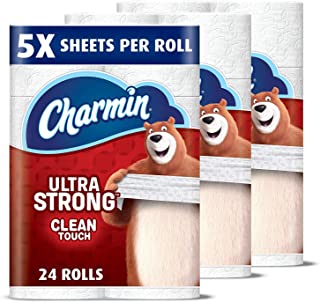 5X SHEETS PER ROLL
Charmin
ULTRA
STRONG
CLEAN
TOUCH
24 ROLLS